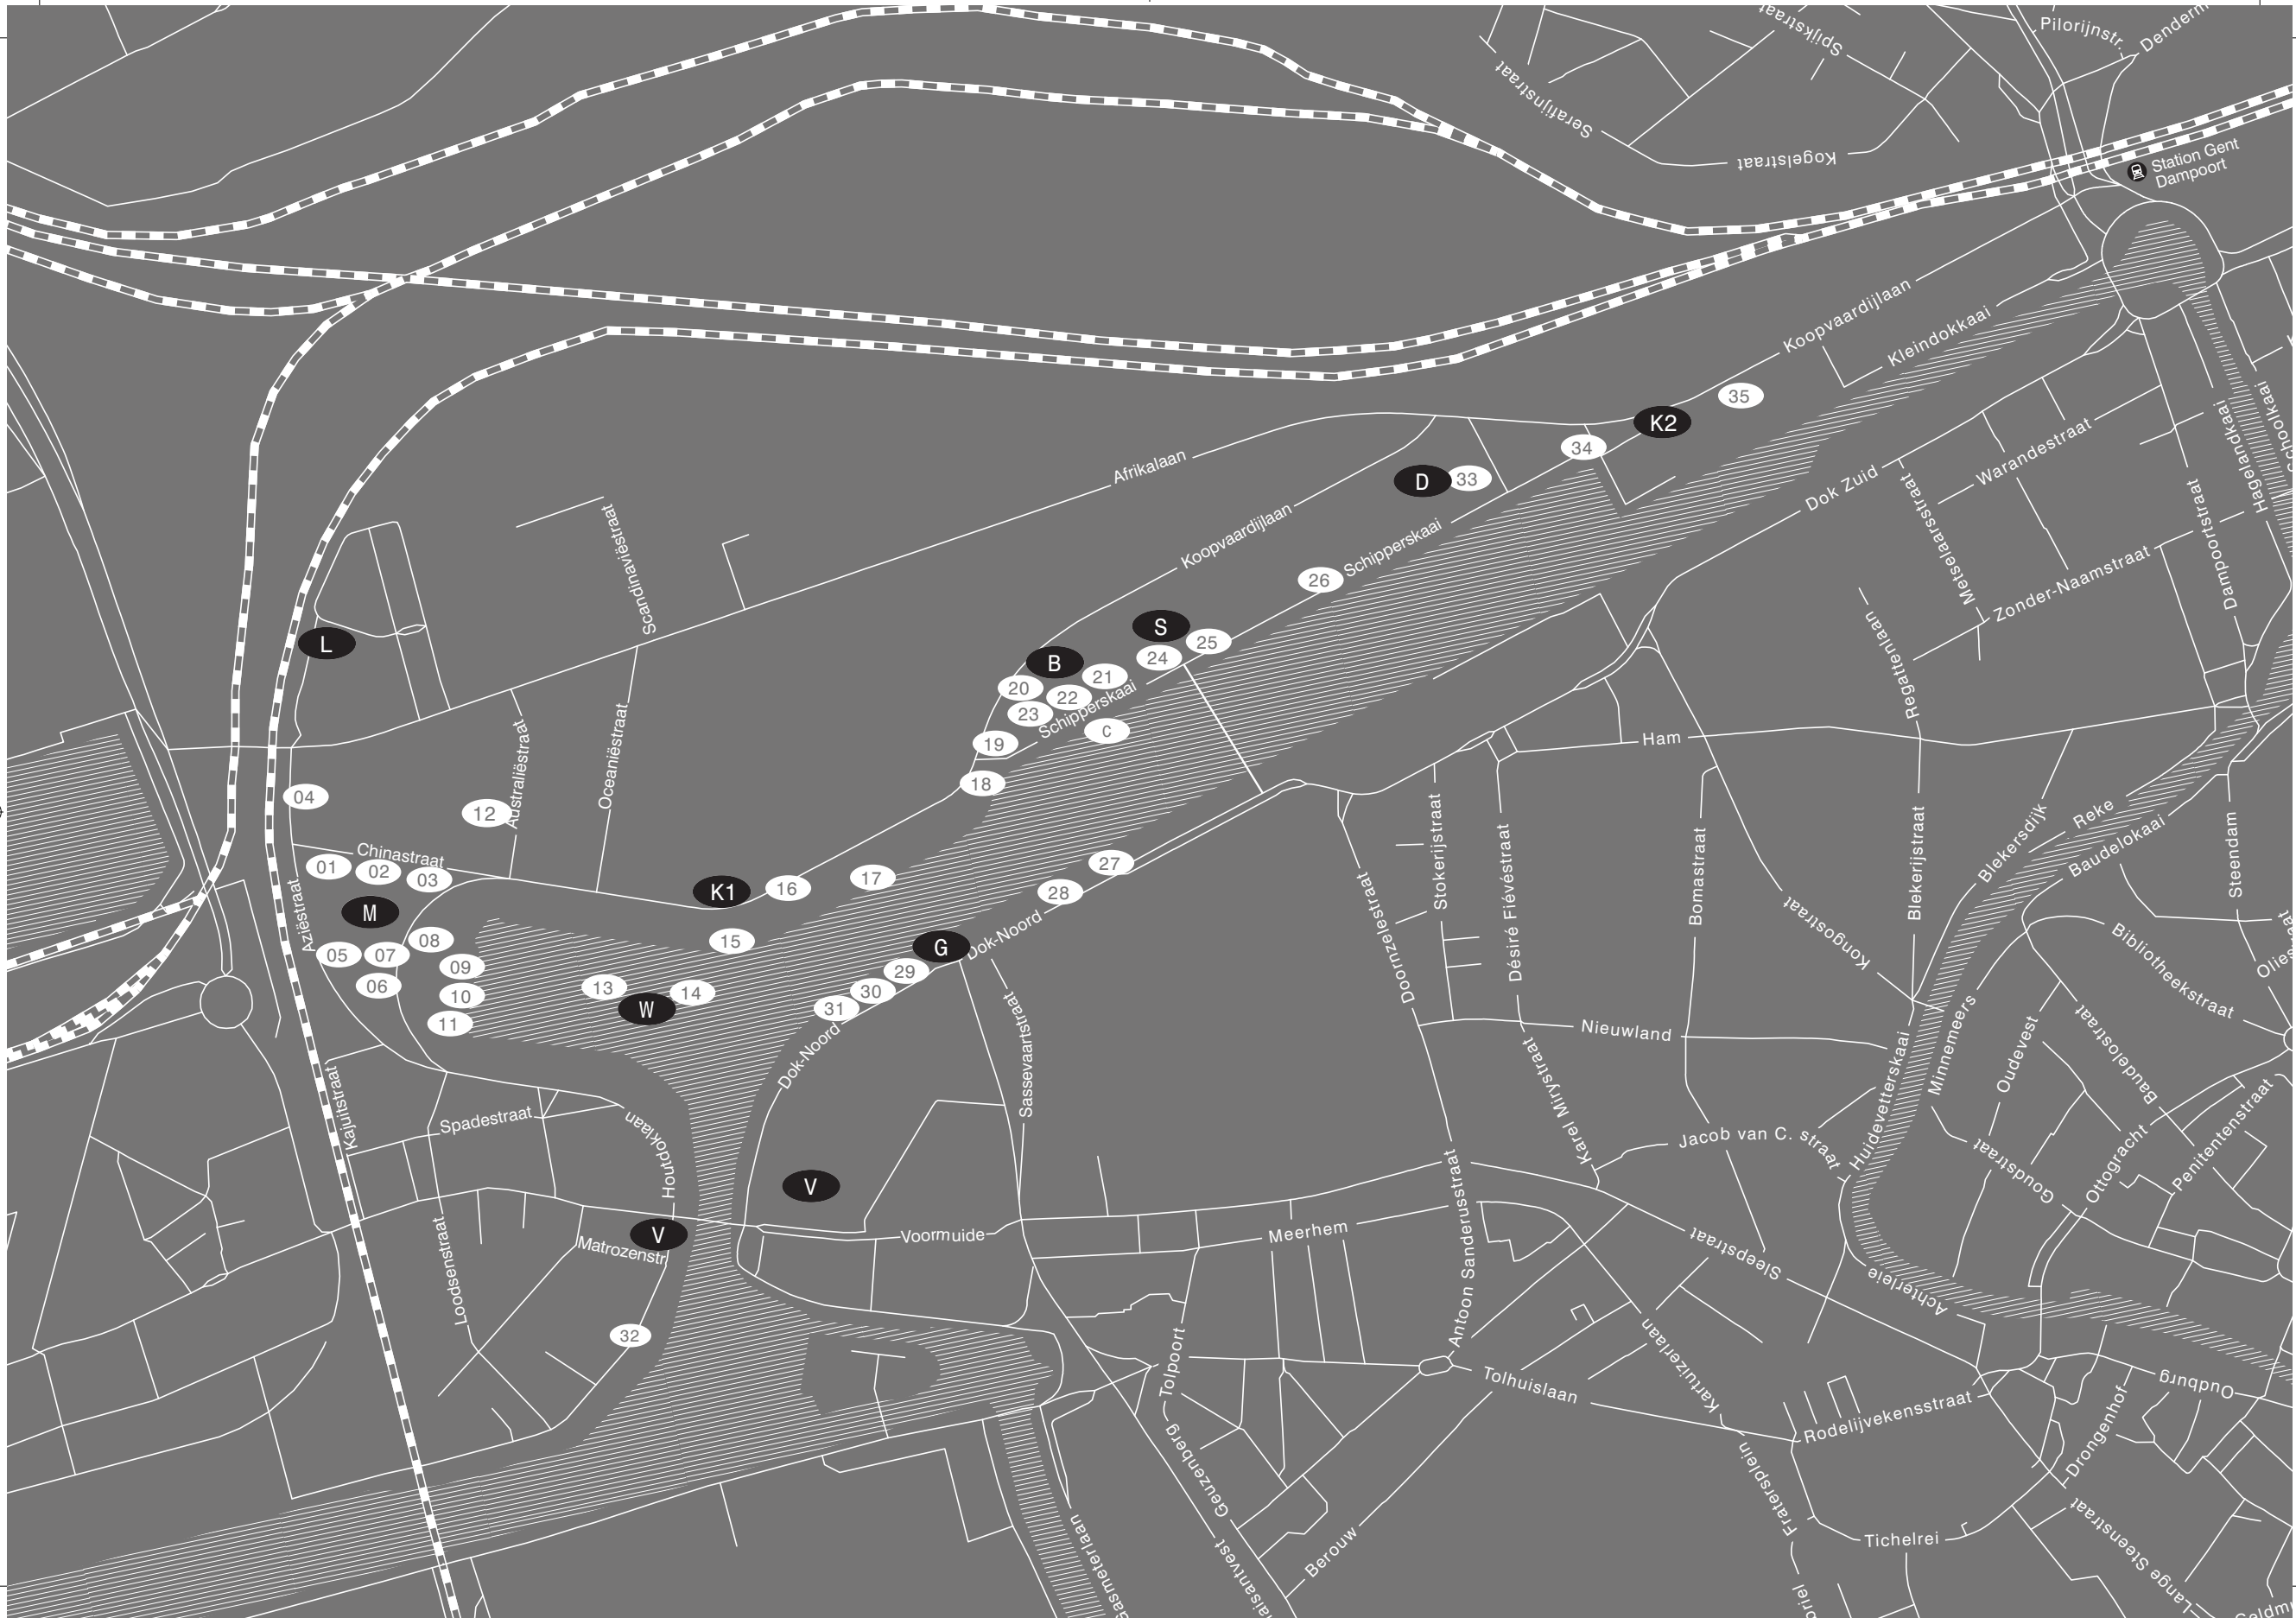 Spijkstraat
Pilorijnstr.
Serafijnstraat
Kogelstraat
Station Gent
Dampoort
Koopvaardijlaan
Kleindokkaai
35
K2
34
Afrikalaan
D
33
Dok Zuid
Warandestraat
Metselaarsstraat
Hagelandkaai
Dampoortstraat
Zonder-Naamstraat
Scandinaviëstraat
Koopvaardijlaan
Schipperskaai
26
L
S
25
B
24
21
20
22
23
Schipperskaai
C
19
18
Regattenlaan
Ham
Australiëstraat
Oceaniëstraat
04
12
Chinastraat
01
02
03
K1
16
17
27
28
M
Aziëstraat
08
05
07
06
09
10
11
15
13
W
14
G
Dok-Noord
29
30
31
Dok-Noord
Sassevaartstraat
Doornzelestraat
Stokerijstraat
Désiré Fiévéstraat
Bomastraat
Kongostraat
Blekerijstraat
Blekersdijk
Reke
Baudelokaai
Steendam
Bibliotheekstraat
Nieuwland
Karel Mirystraat
Huidevetterskaai
Minnemeers
Oudevest
Baudelostraat
Kajuitstraat
Spadestraat
Houtdoklaan
V
V
Matrozenstr.
Loodsenstraat
32
Voormuide
Meerhem
Antoon Sanderusstraat
Jacob van C. straat
Goudstraat
Ottogracht
Penitentenstraat
Sleepstraat
Achterleie
Oudburg
Tolpoort
Geuzenberg
Tolhuislaan
Kartuizerlaan
Rodelijvekensstraat
Drongenhof
Fratersplein
Berouw
Tichelrei
Lange Steenstraat